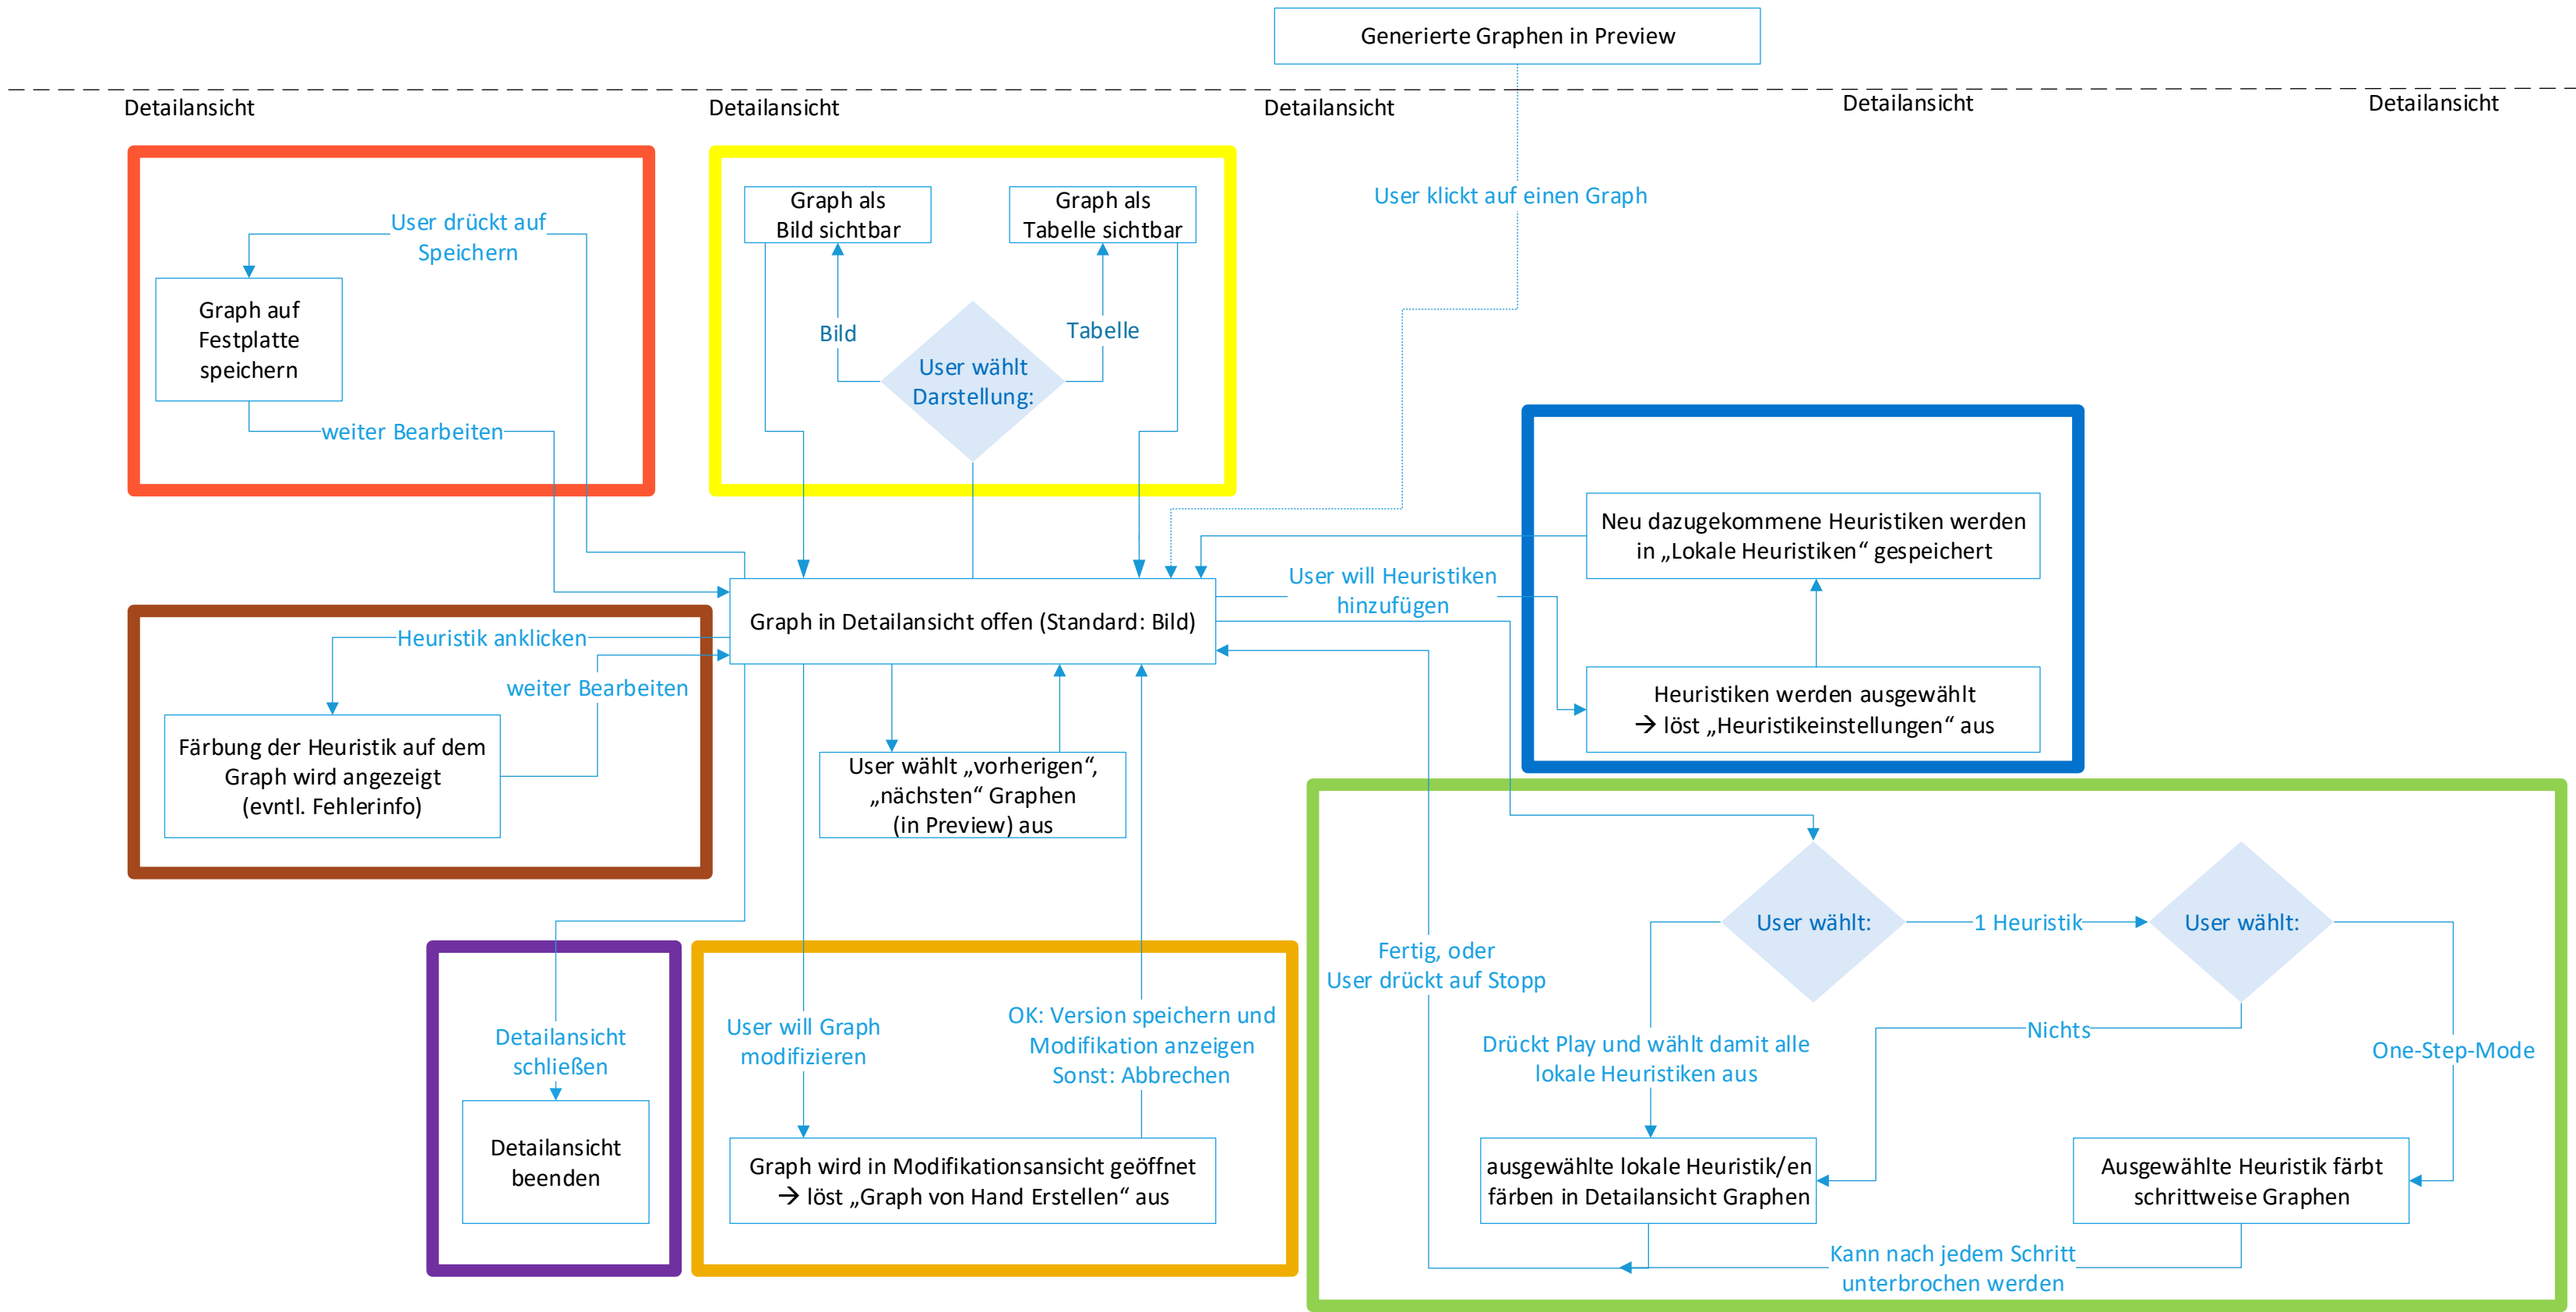 Generierte Graphen in Preview
Detailansicht
Detailansicht
Detailansicht
Detailansicht
Detailansicht
User drückt auf
Speichern
Graph auf
Festplatte
speichern
weiter Bearbeiten
Graph als
Bild sichtbar
Graph als
Tabelle sichtbar
Bild
Tabelle
User wählt
Darstellung:
User klickt auf einen Graph
Neu dazugekommene Heuristiken werden
in „Lokale Heuristiken“ gespeichert
User will Heuristiken
hinzufügen
Heuristiken werden ausgewählt
→ löst „Heuristikeinstellungen“ aus
Graph in Detailansicht offen (Standard: Bild)
Heuristik anklicken
weiter Bearbeiten
Färbung der Heuristik auf dem
Graph wird angezeigt
(evntl. Fehlerinfo)
User wählt „vorherigen“,
„nächsten“ Graphen
(in Preview) aus
Detailansicht
schließen
Detailansicht
beenden
User will Graph
modifizieren
OK: Version speichern und
Modifikation anzeigen
Sonst: Abbrechen
Graph wird in Modifikationsansicht geöffnet
→ löst „Graph von Hand Erstellen“ aus
Fertig, oder
User drückt auf Stopp
User wählt:
1 Heuristik
User wählt:
Nichts
One-Step-Mode
Drückt Play und wählt damit alle
lokale Heuristiken aus
ausgewählte lokale Heuristik/en
färben in Detailansicht Graphen
Ausgewählte Heuristik färbt
schrittweise Graphen
Kann nach jedem Schritt
unterbrochen werden